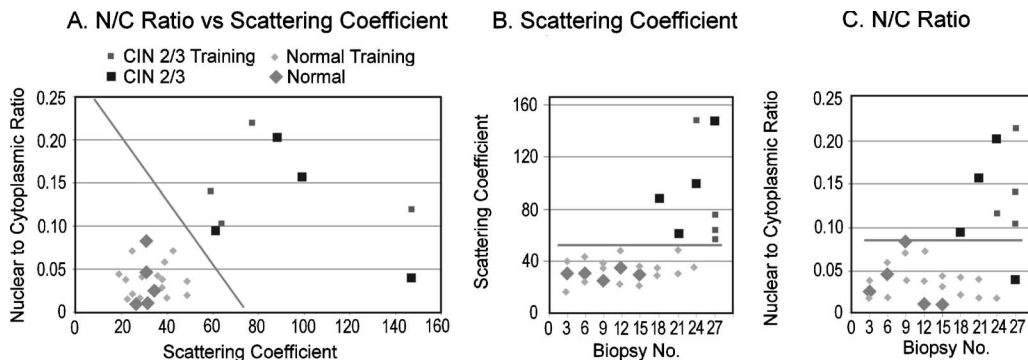 A. N/C Ratio vs Scattering Coefficient
CIN 2/3 Training
Normal Training
CIN 2/3
Normal
Nuclear to Cytoplasmic Ratio
0.25
0.20
0.15
0.10
0.05
0
0 20 40 60 80 100 120 140 160
Scattering Coefficient
B. Scattering Coefficient
Scattering Coefficient
160
120
80
40
0
0 3 6 9 12 15 18 21 24 27
Biopsy No.
C. N/C Ratio
Nuclear to Cytoplasmic Ratio
0.25
0.20
0.15
0.10
0.05
0
0 3 6 9 12 15 18 21 24 27
Biopsy No.